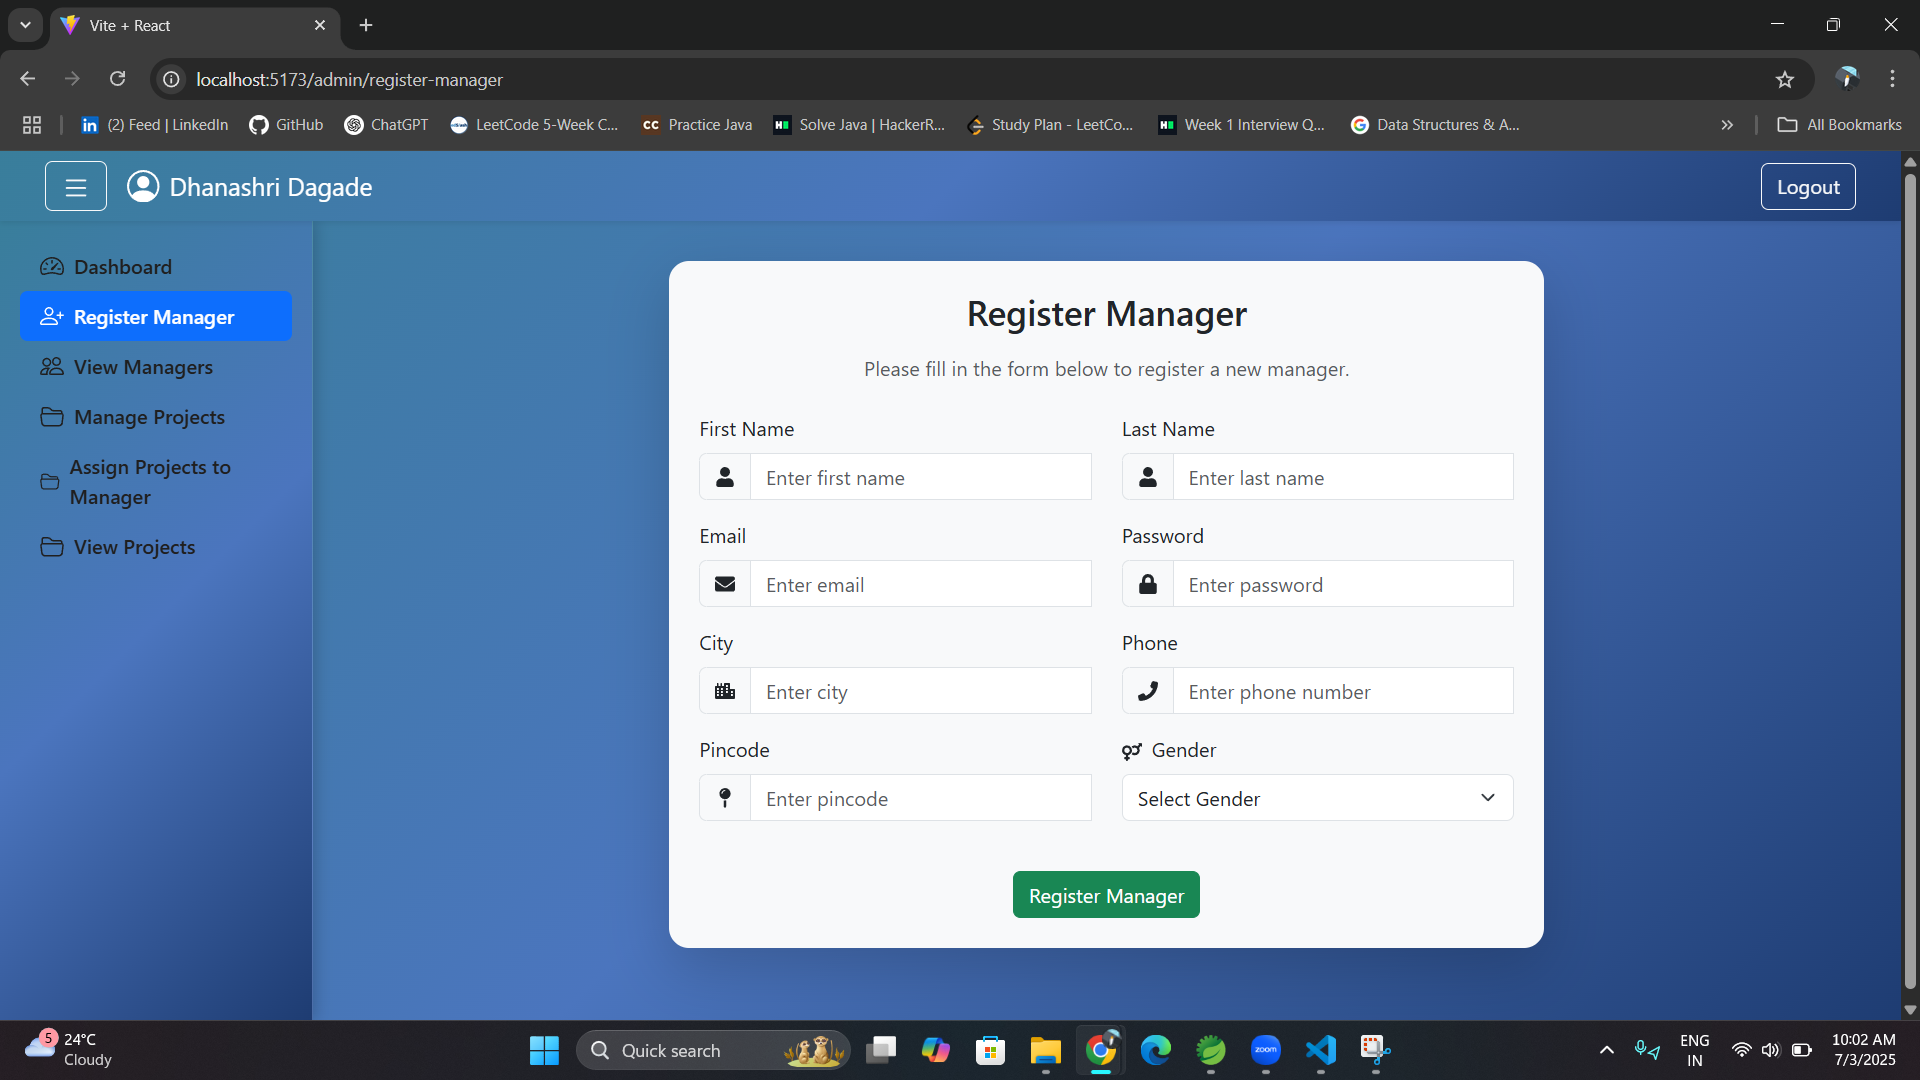 Vite + React
localhost:5173/admin/register-manager
in (2) Feed | LinkedIn GitHub ChatGPT LeetCode 5-Week C... CC Practice Java H Solve Java | HackerR... Study Plan - LeetCo... H Week 1 Interview Q... G Data Structures & A... » All Bookmarks
Dhanashri Dagade
Logout
Dashboard
Register Manager
View Managers
Manage Projects
Assign Projects to
Manager
View Projects
Register Manager
Please fill in the form below to register a new manager.
First Name Last Name
Enter first name Enter last name
Email Password
Enter email Enter password
City Phone
Enter city Enter phone number
Pincode Gender
Enter pincode Select Gender
Register Manager
5 24°C
Cloudy
Quick search
zoom
ENG
IN
10:02 AM
7/3/2025